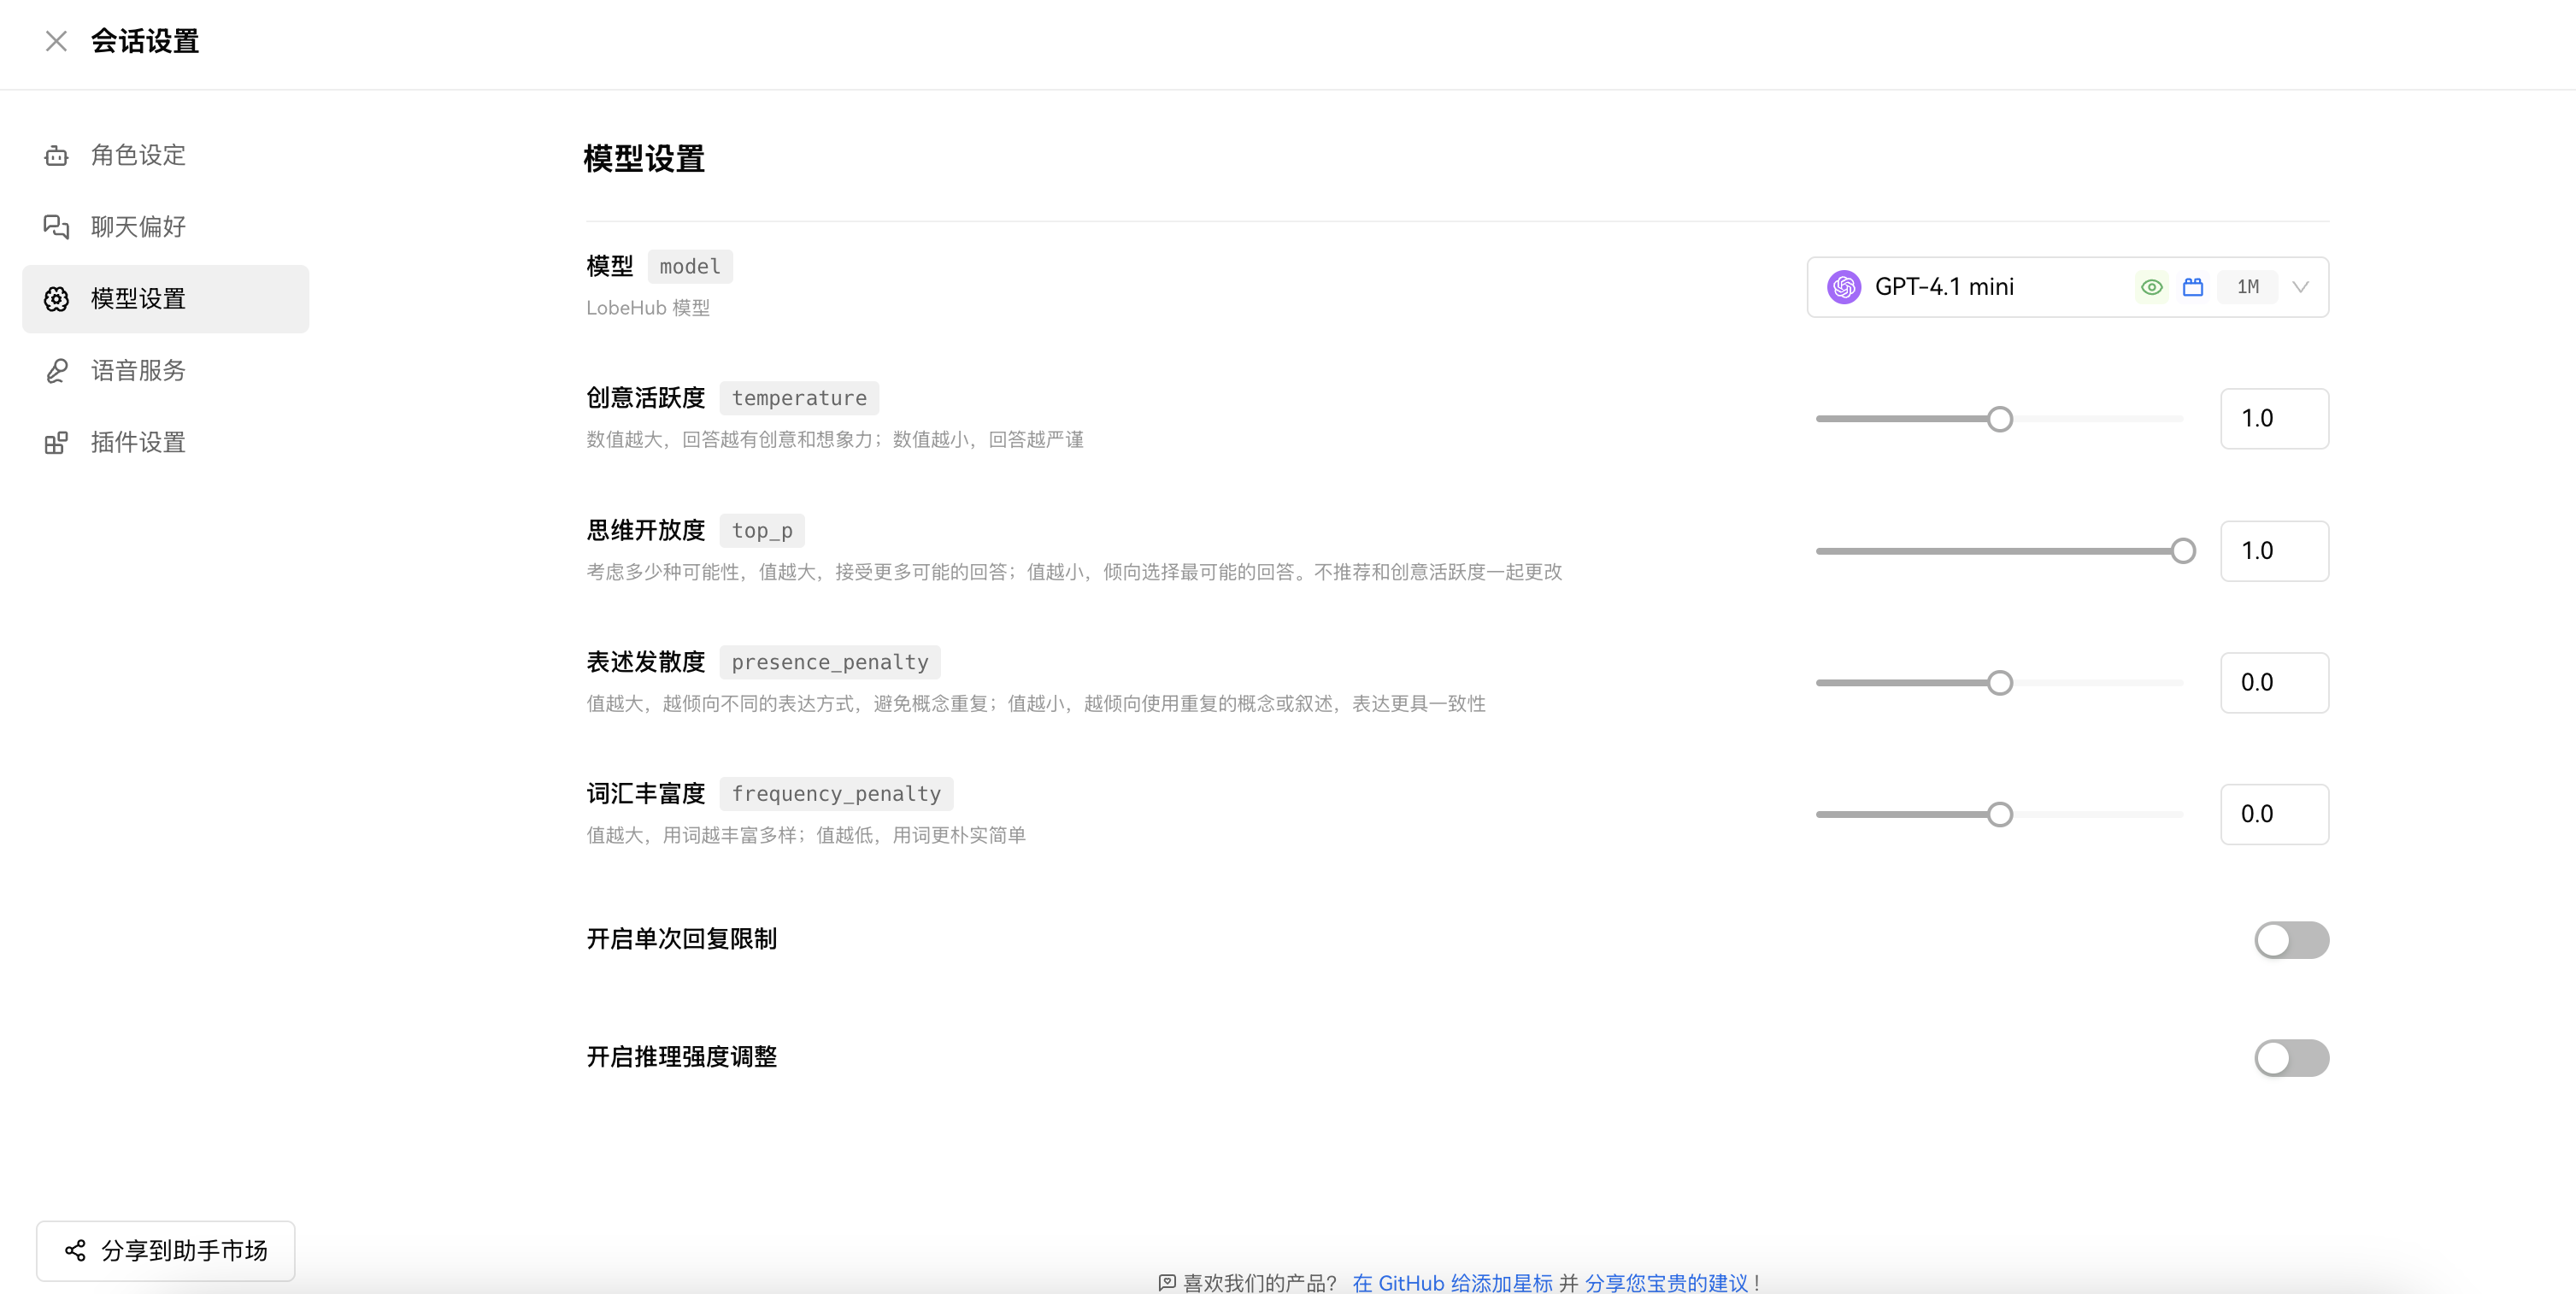 会话设置
角色设定
聊天偏好
模型设置
语音服务
插件设置
分享到助手市场
模型设置
模型 model
LobeHub 模型
GPT-4.1 mini 1M
创意活跃度 temperature
数值越大，回答越有创意和想象力；数值越小，回答越严谨
1.0
思维开放度 top_p
考虑多少种可能性，值越大，接受更多可能的回答；值越小，倾向选择最可能的回答。不推荐和创意活跃度一起更改
1.0
表述发散度 presence_penalty
值越大，越倾向不同的表达方式，避免概念重复；值越小，越倾向使用重复的概念或叙述，表达更具一致性
0.0
词汇丰富度 frequency_penalty
值越大，用词越丰富多样；值越低，用词更朴实简单
0.0
开启单次回复限制
开启推理强度调整
喜欢我们的产品？ 在 GitHub 给添加星标 并 分享您宝贵的建议！